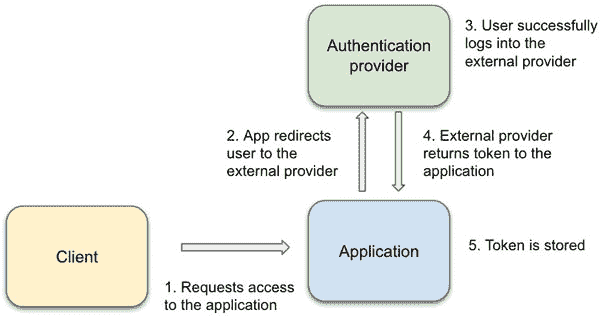 Authentication
provider
3. User successfully
logs into the
external provider
2. App redirects
user to the
external provider
4. External provider
returns token to the
application
Client
Application
5. Token is stored
1. Requests access
to the application